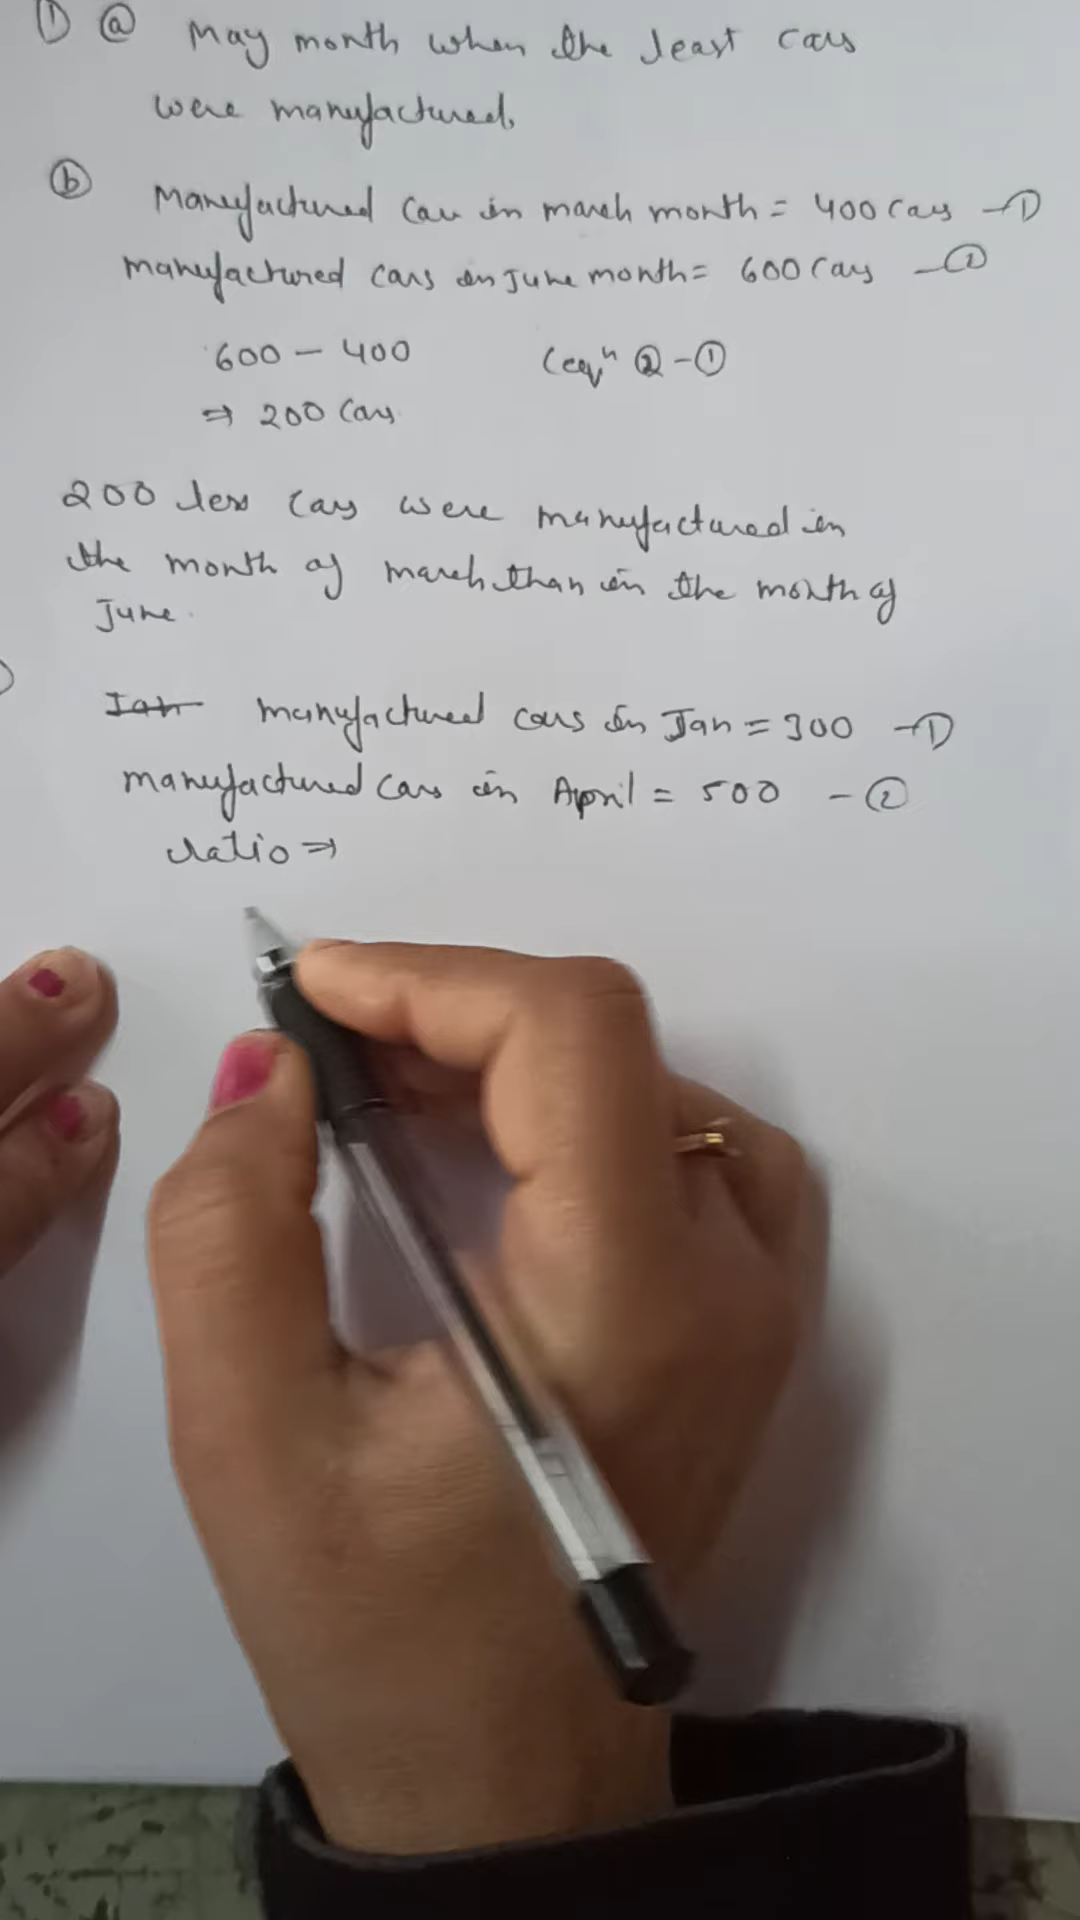 ① ⓐ May month when the least cars
were manufactured.
ⓑ Manufactured Car in march month = 400 Cars —①
manufactured cars in June month = 600 Cars —②
600 — 400 (eqⁿ ② - ①
⇒ 200 Cars
200 less Cars were manufactured in
the month of march than in the month of
June.
manufactured cars in Jan = 300 —①
manufactured Cars in April = 500 —②
ratio ⇒